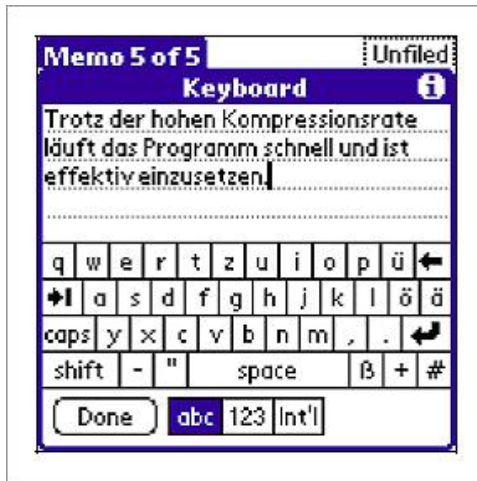 Memo 5 of 5 Unfiled
Keyboard i
Trotz der hohen Kompressionsrate
läuft das Programm schnell und ist
effektiv einzusetzen.
q w e r t z u i o p ü
a s d f g h j k l ö ä
caps y x c v b n m , .
shift - " space ß + #
Done abc 123 Int'l